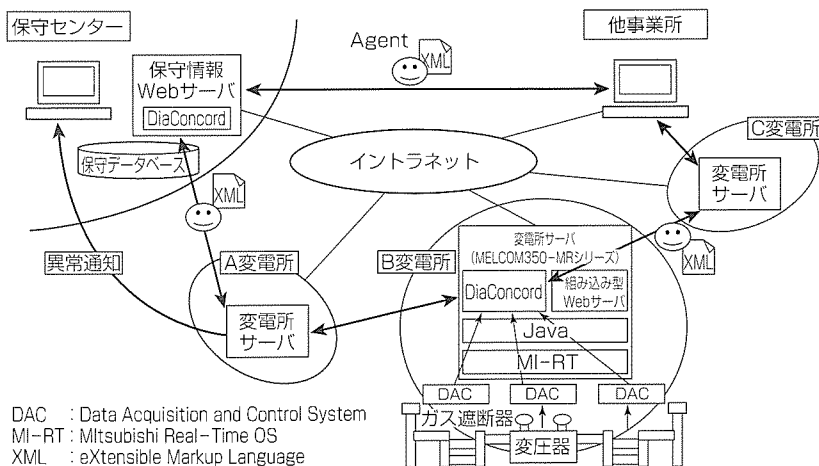 保守センター
他事業所
Agent
XML
保守情報
Webサーバ
DiaConcord
C変電所
保守データベース
イントラネット
変電所
サーバ
XML
変電所サーバ
(MELCOM350-MRシリーズ)
XML
異常通知
A変電所
B変電所
DiaConcord
組み込み型
Webサーバ
変電所
サーバ
Java
MI-RT
DAC
DAC
DAC
ガス遮断器
変圧器
DAC : Data Acquisition and Control System
MI-RT : MItsubishi Real-Time OS
XML : eXtensible Markup Language